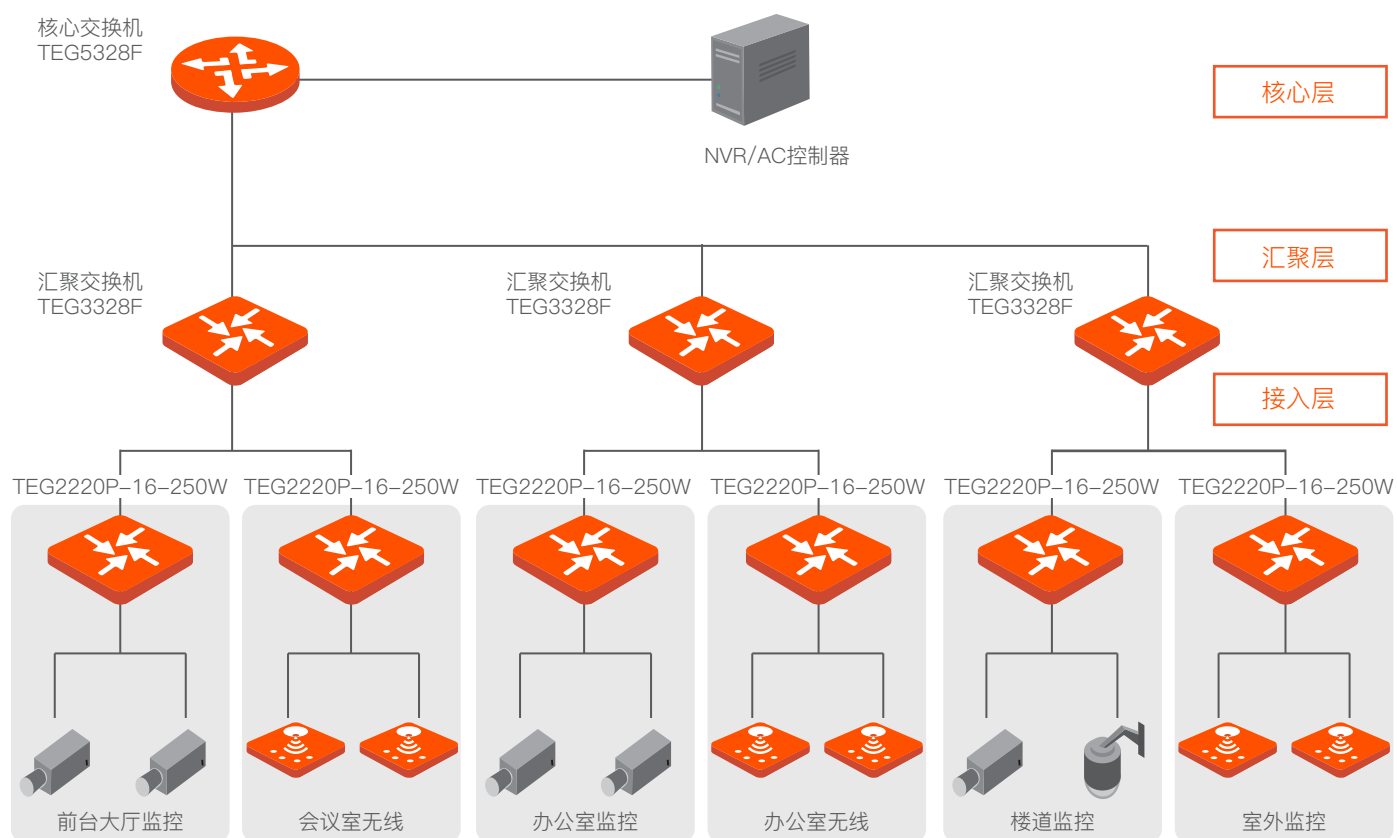 核心交换机
TEG5328F
核心层
NVR/AC控制器
汇聚层
汇聚交换机
TEG3328F
汇聚交换机
TEG3328F
汇聚交换机
TEG3328F
接入层
TEG2220P–16–250W
TEG2220P–16–250W
TEG2220P–16–250W
TEG2220P–16–250W
TEG2220P–16–250W
TEG2220P–16–250W
前台大厅监控
会议室无线
办公室监控
办公室无线
楼道监控
室外监控